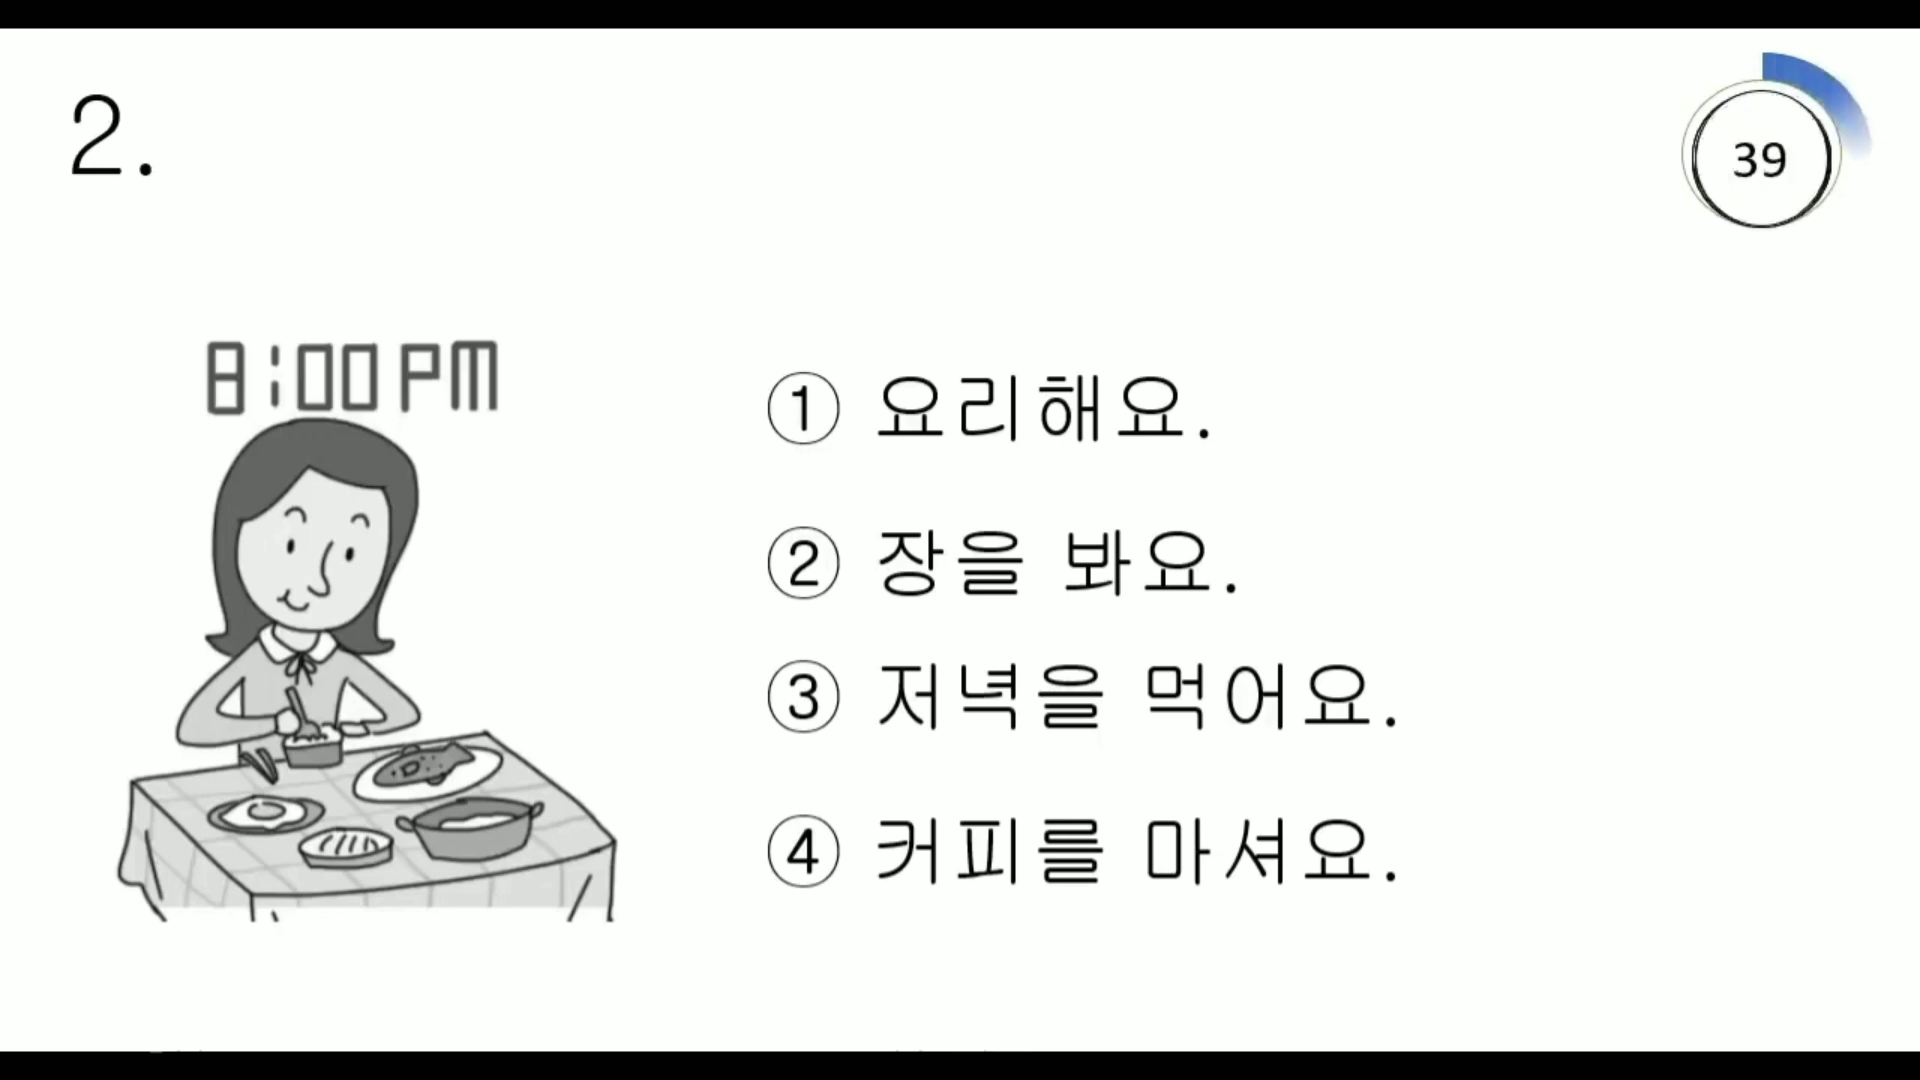 2.
39
8:00 PM
① 요리해요.
② 장을 봐요.
③ 저녁을 먹어요.
④ 커피를 마셔요.